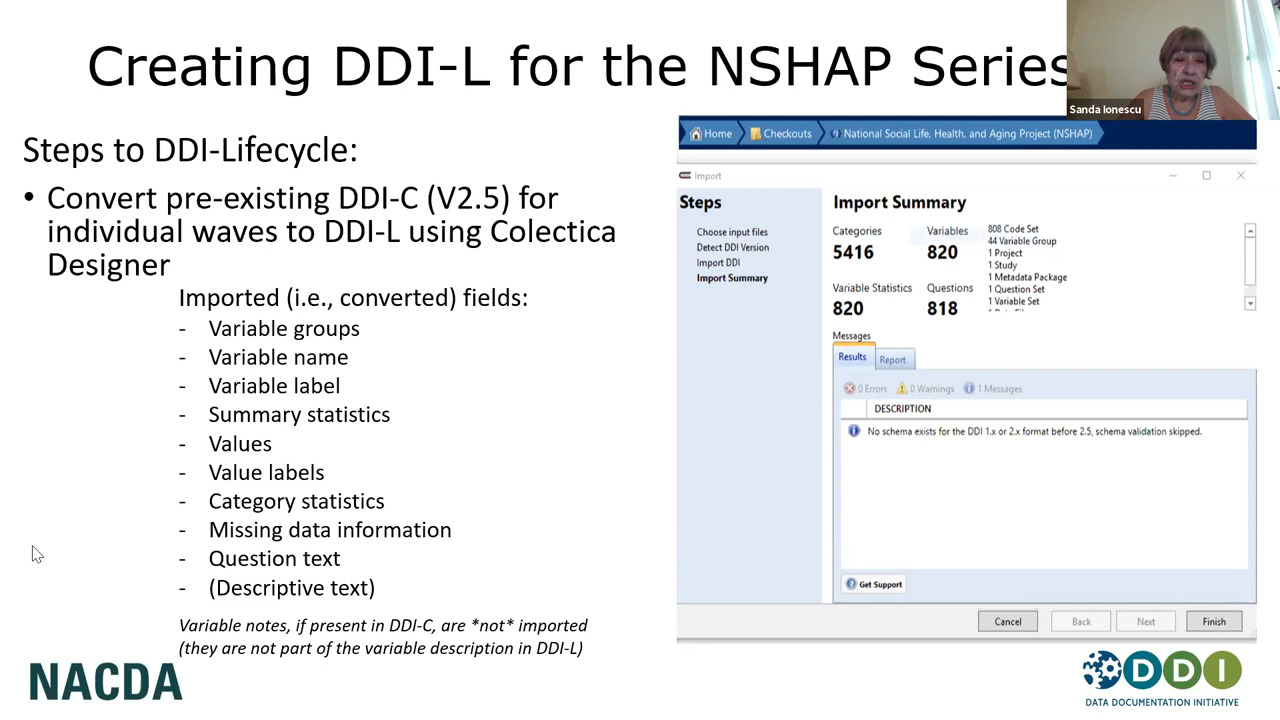 Creating DDI-L for the NSHAP Series
Sanda Ionescu
Steps to DDI-Lifecycle:
• Convert pre-existing DDI-C (V2.5) for
individual waves to DDI-L using Colectica
Designer
Imported (i.e., converted) fields:
- Variable groups
- Variable name
- Variable label
- Summary statistics
- Values
- Value labels
- Category statistics
- Missing data information
- Question text
- (Descriptive text)
Variable notes, if present in DDI-C, are *not* imported
(they are not part of the variable description in DDI-L)
NACDA
Home
Checkouts
National Social Life, Health, and Aging Project (NSHAP)
Import
Steps
Choose input files
Detect DDI Version
Import DDI
Import Summary
Import Summary
Categories
5416
Variables
820
Variable Statistics
820
Questions
818
808 Code Set
44 Variable Group
1 Project
1 Study
1 Metadata Package
1 Question Set
1 Variable Set
Messages
Results
Report
0 Errors
0 Warnings
1 Messages
DESCRIPTION
No schema exists for the DDI 1.x or 2.x format before 2.5, schema validation skipped.
Get Support
Cancel
Back
Next
Finish
DDI
DATA DOCUMENTATION INITIATIVE